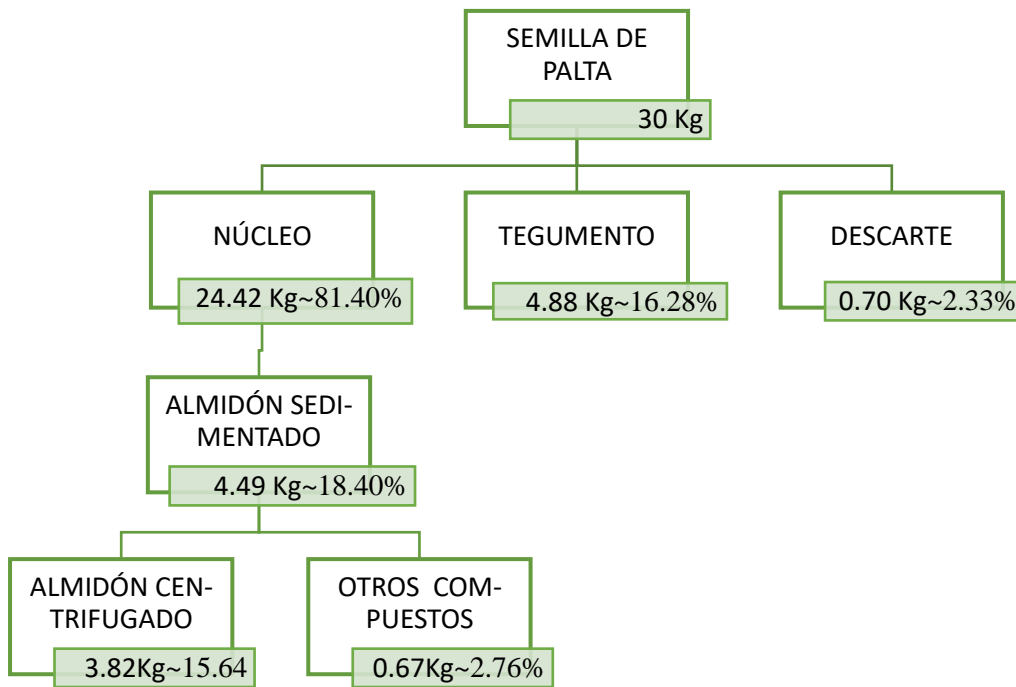 SEMILLA DE
PALTA
30 Kg
NÚCLEO
24.42 Kg~81.40%
TEGUMENTO
4.88 Kg~16.28%
DESCARTE
0.70 Kg~2.33%
ALMIDÓN SEDI-
MENTADO
4.49 Kg~18.40%
ALMIDÓN CEN-
TRIFUGADO
3.82Kg~15.64
OTROS COM-
PUESTOS
0.67Kg~2.76%